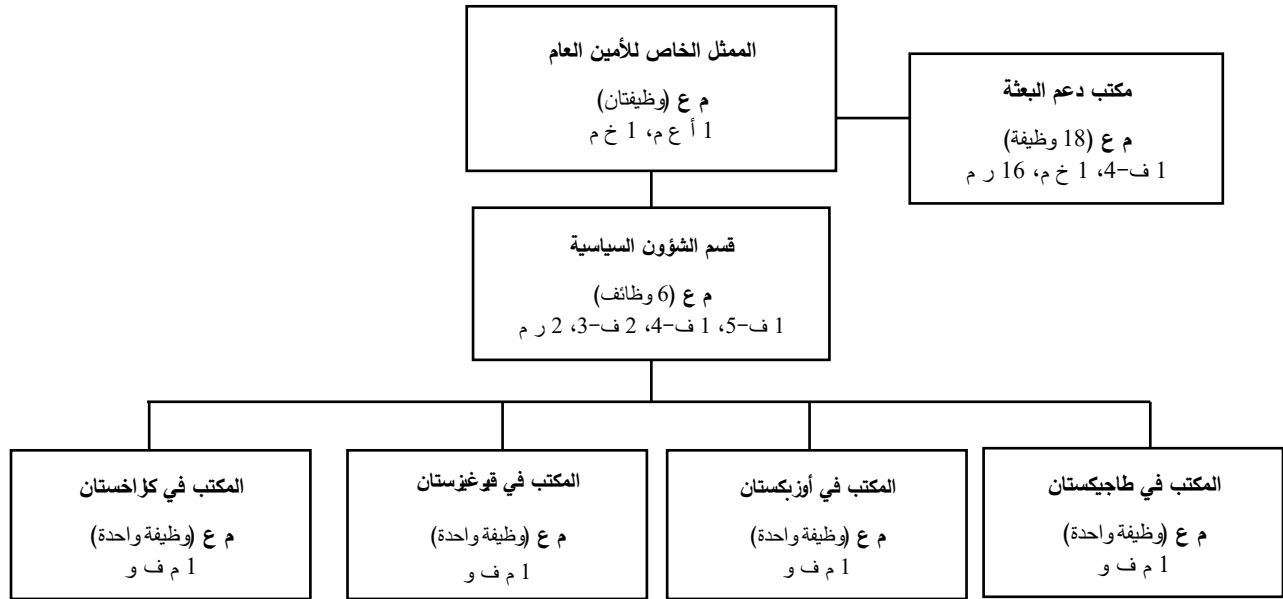 الممثل الخاص للأمين العام
م ع (وظيفتان)
1 أ ع م، 1 خ م
مكتب دعم البعثة
م ع (18 وظيفة)
1 ف-4، 1 خ م، 16 ر م
قسم الشؤون السياسية
م ع (6 وظائف)
1 ف-5، 1 ف-4، 2 ف-3، 2 ر م
المكتب في طاجيكستان
م ع (وظيفة واحدة)
1 م ف و
المكتب في أوزبكستان
م ع (وظيفة واحدة)
1 م ف و
المكتب في قيرغيزستان
م ع (وظيفة واحدة)
1 م ف و
المكتب في كازاخستان
م ع (وظيفة واحدة)
1 م ف و